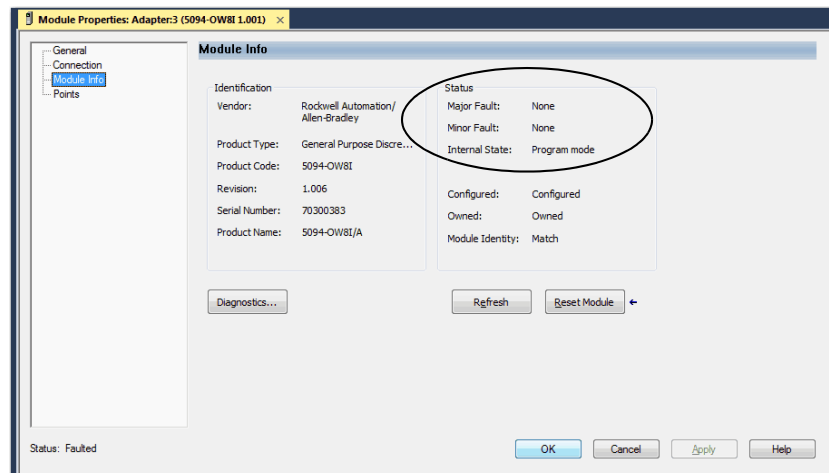 Module Properties: Adapter:3 (5094-OW8I 1.001) ×
General
Connection
Module Info
Points
Module Info
Identification
Vendor: Rockwell Automation/
Allen-Bradley
Product Type: General Purpose Discre...
Product Code: 5094-OW8I
Revision: 1.006
Serial Number: 70300383
Product Name: 5094-OW8I/A
Status
Major Fault: None
Minor Fault: None
Internal State: Program mode
Configured: Configured
Owned: Owned
Module Identity: Match
Diagnostics...
Refresh
Reset Module ←
Status: Faulted
OK
Cancel
Apply
Help